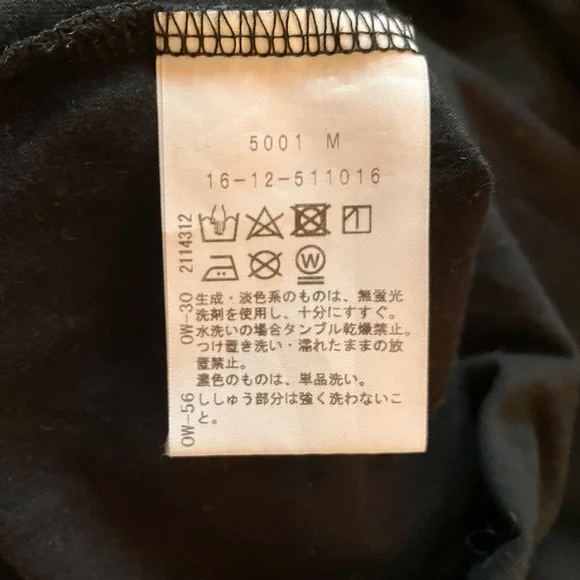 5001 M
16-12-511016
2114312
W
OW-30
生成・淡色系のものは、無蛍光
洗剤を使用し、十分にすすぐ。
水洗いの場合タンブル乾燥禁止。
つけ置き洗い・濡れたままの放
置禁止。
濃色のものは、単品洗い。
OW-56
ししゅう部分は強く洗わないこ
と。